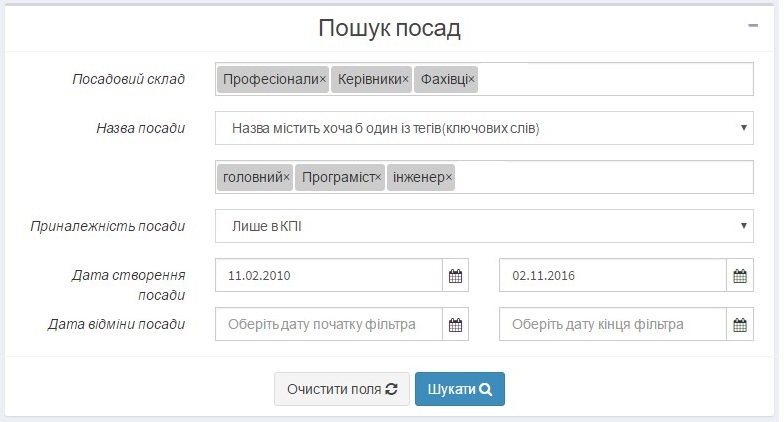 Пошук посад
Посадовий склад Професіонали× Керівники× Фахівці×
Назва посади Назва містить хоча б один із тегів(ключових слів)
головний× Програміст× інженер×
Приналежність посади Лише в КПІ
Дата створення посади 11.02.2010 02.11.2016
Дата відміни посади Оберіть дату початку фільтра Оберіть дату кінця фільтра
Очистити поля Шукати